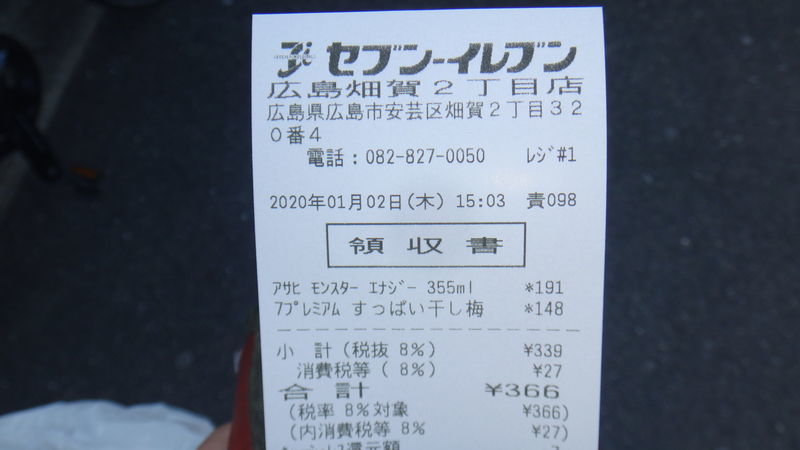 セブン-イレブン
広島畑賀2丁目店
広島県広島市安芸区畑賀2丁目32
0番4
電話：082-827-0050 ﾚｼﾞ#1
2020年01月02日(木) 15:03 責098
領収書
ｱｻﾋ ﾓﾝｽﾀｰ ｴﾅｼﾞｰ 355ml *191
7ﾌﾟﾚﾐｱﾑ すっぱい干し梅 *148
小 計(税抜 8%) ¥339
消費税等( 8%) ¥27
合計 ¥366
(税率 8%対象 ¥366)
(内消費税等 8% ¥27)
還元額